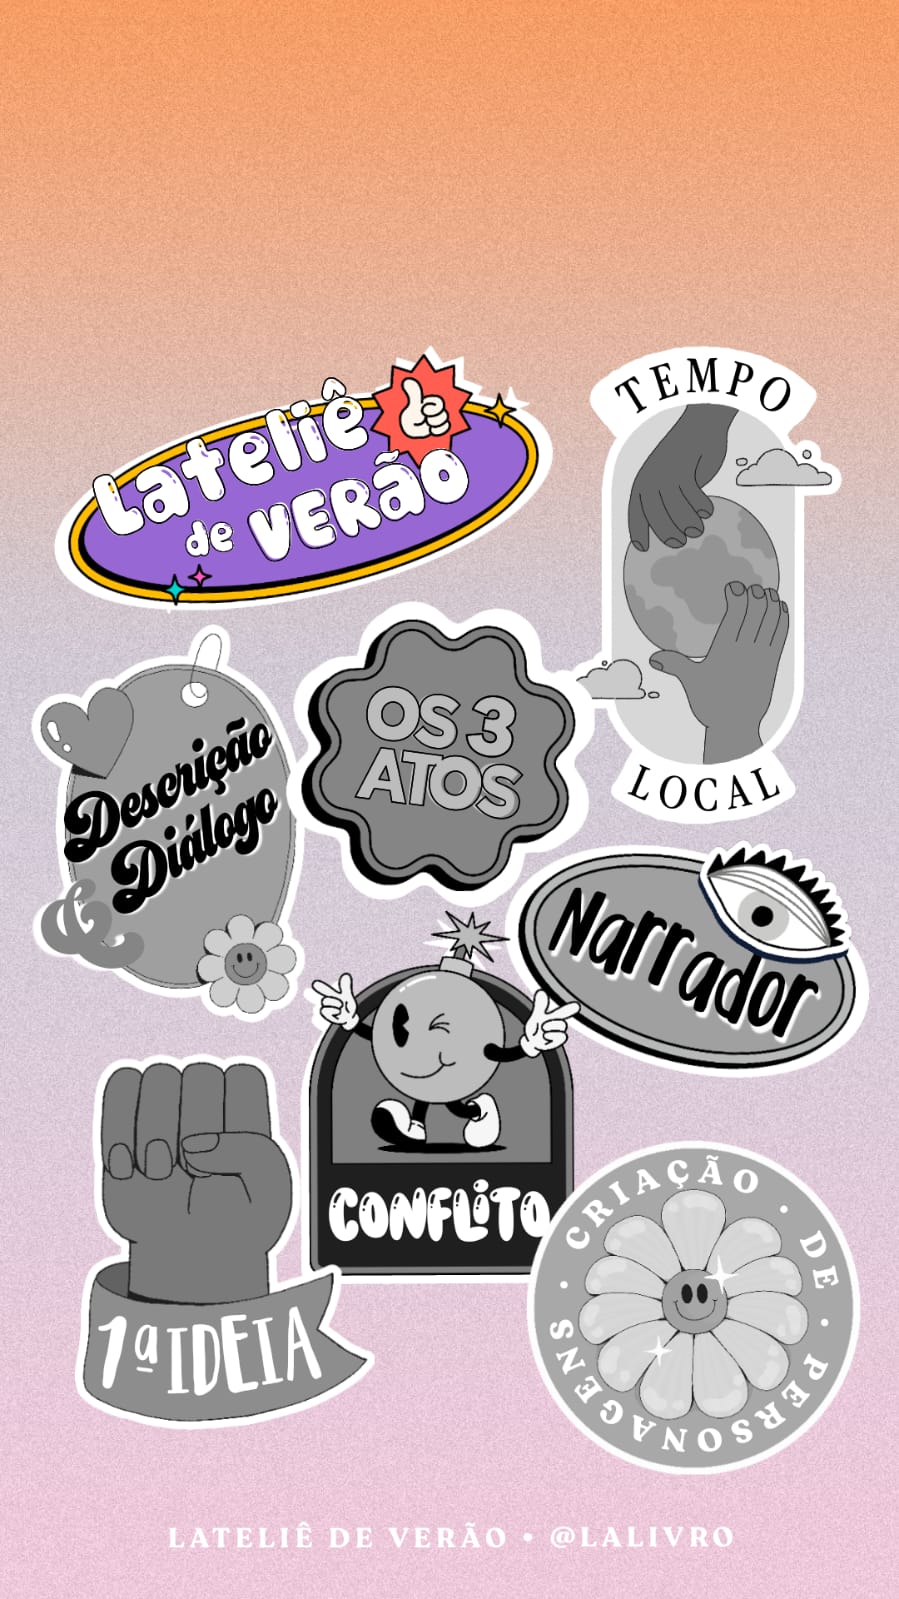 Lateliê
de VERÃO
TEMPO
LOCAL
OS 3
ATOS
Descrição
&
Diálogo
Narrador
CONFLITO
1ª IDEIA
CRIAÇÃO · DE · PERSONAGENS ·
LATELIÊ DE VERÃO • @LALIVRO